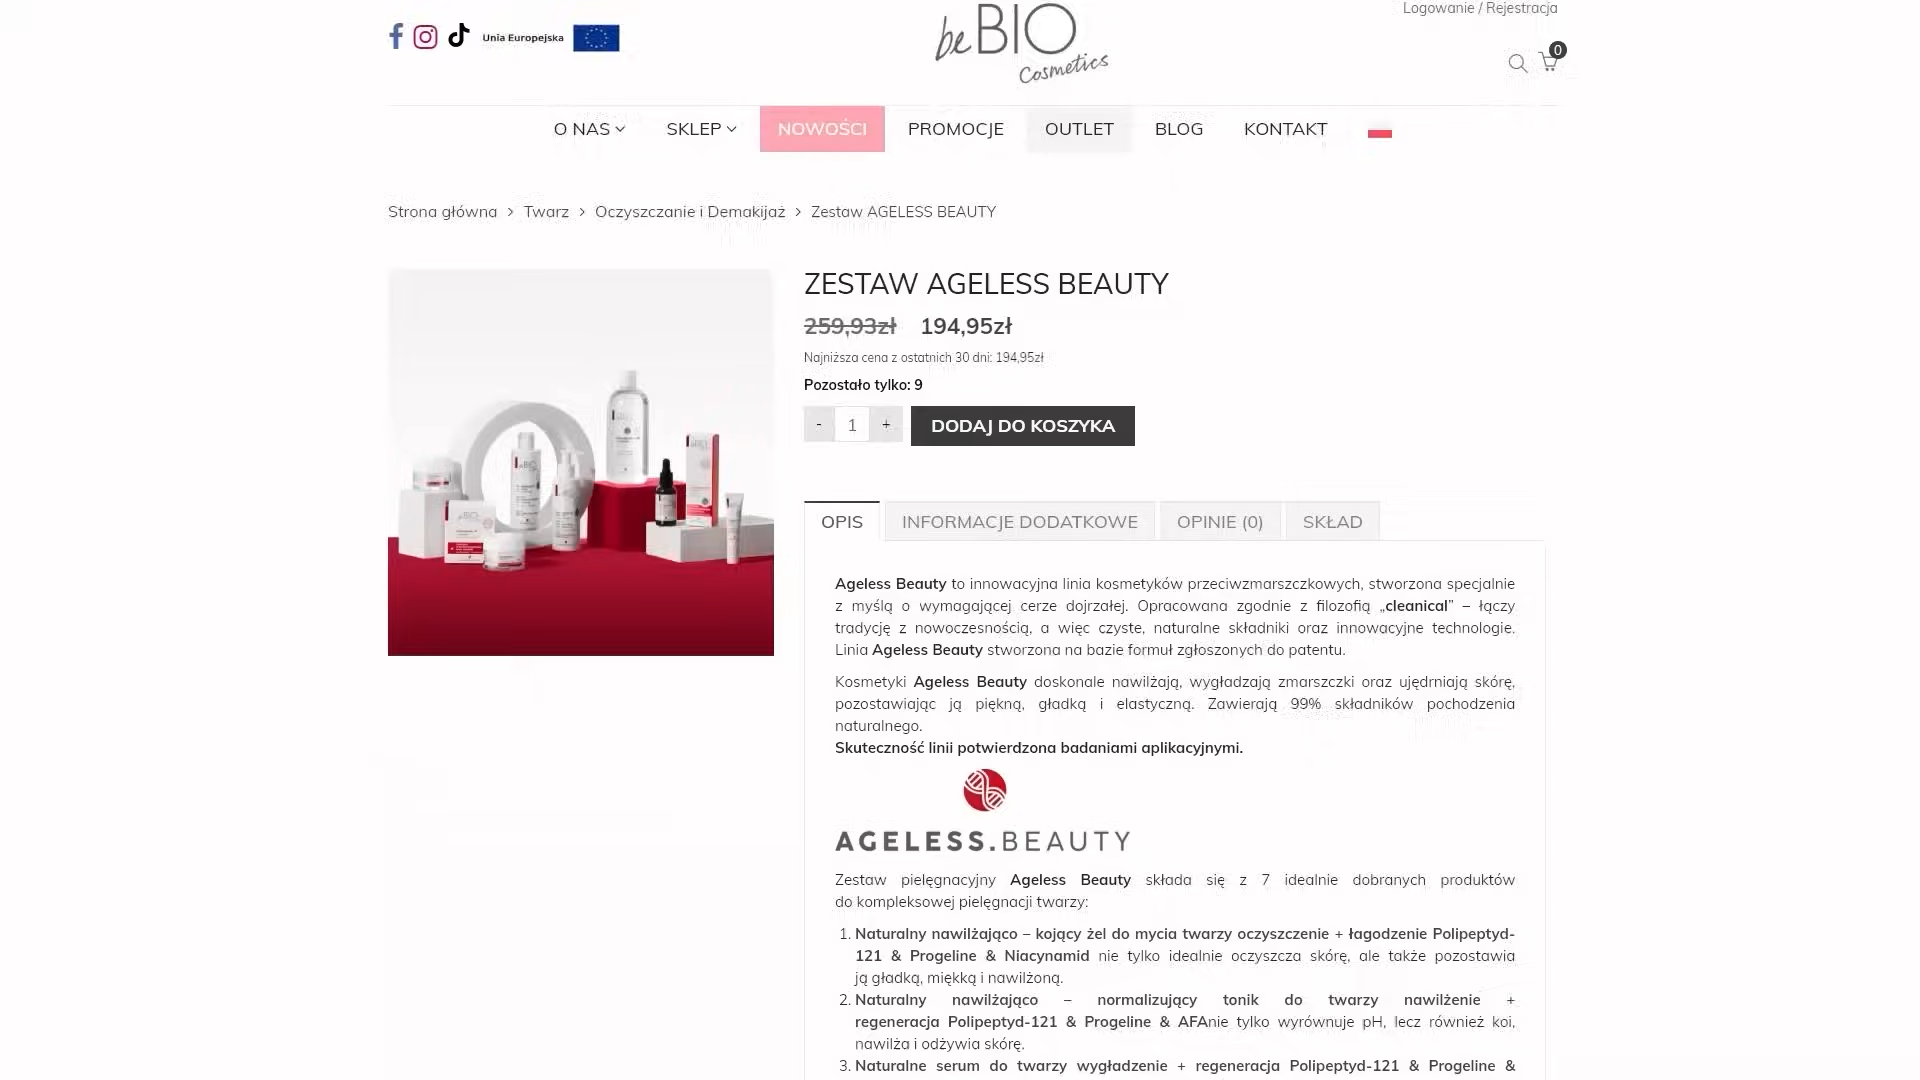 Logowanie / Rejestracja
Unia Europejska
beBIO
Cosmetics
0
O NAS
SKLEP
NOWOŚCI
PROMOCJE
OUTLET
BLOG
KONTAKT
Strona główna > Twarz > Oczyszczanie i Demakijaż > Zestaw AGELESS BEAUTY
ZESTAW AGELESS BEAUTY
259,93zł 194,95zł
Najniższa cena z ostatnich 30 dni: 194,95zł
Pozostało tylko: 9
- 1 +
DODAJ DO KOSZYKA
OPIS
INFORMACJE DODATKOWE
OPINIE (0)
SKŁAD
Ageless Beauty to innowacyjna linia kosmetyków przeciwzmarszczkowych, stworzona specjalnie
z myślą o wymagającej cerze dojrzałej. Opracowana zgodnie z filozofią „cleanical” – łączy
tradycję z nowoczesnością, a więc czyste, naturalne składniki oraz innowacyjne technologie.
Linia Ageless Beauty stworzona na bazie formuł zgłoszonych do patentu.
Kosmetyki Ageless Beauty doskonale nawilżają, wygładzają zmarszczki oraz ujędrniają skórę,
pozostawiając ją piękną, gładką i elastyczną. Zawierają 99% składników pochodzenia
naturalnego.
Skuteczność linii potwierdzona badaniami aplikacyjnymi.
AGELESS.BEAUTY
Zestaw pielęgnacyjny Ageless Beauty składa się z 7 idealnie dobranych produktów
do kompleksowej pielęgnacji twarzy:
1. Naturalny nawilżająco – kojący żel do mycia twarzy oczyszczenie + łagodzenie Polipeptyd-
121 & Progeline & Niacynamid nie tylko idealnie oczyszcza skórę, ale także pozostawia
ją gładką, miękką i nawilżoną.
2. Naturalny nawilżająco – normalizujący tonik do twarzy nawilżenie +
regeneracja Polipeptyd-121 & Progeline & AFAnie tylko wyrównuje pH, lecz również koi,
nawilża i odżywia skórę.
3. Naturalne serum do twarzy wygładzenie + regeneracja Polipeptyd-121 & Progeline &